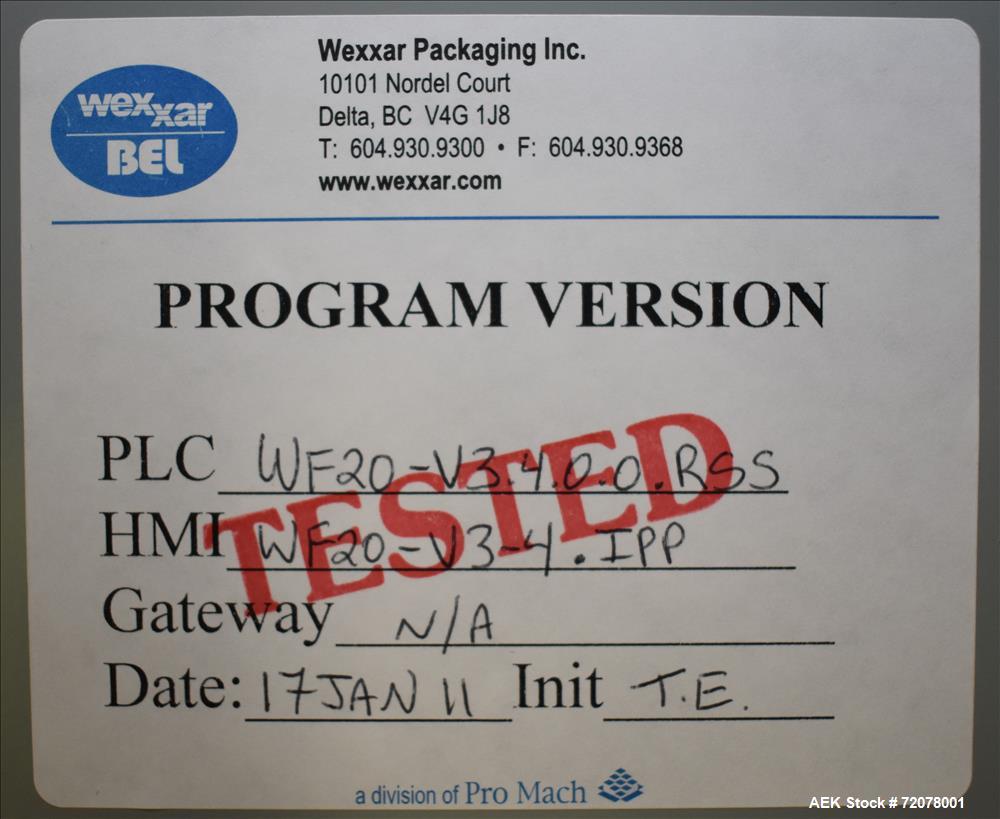 wexxar
BEL
Wexxar Packaging Inc.
10101 Nordel Court
Delta, BC V4G 1J8
T: 604.930.9300 • F: 604.930.9368
www.wexxar.com
PROGRAM VERSION
PLC WF20-V3.4.0.0.RSS
HMI WF20-V3-4.IPP
TESTED
Gateway N/A
Date: 17JAN 11 Init T.E.
a division of Pro Mach
AEK Stock # 72078001